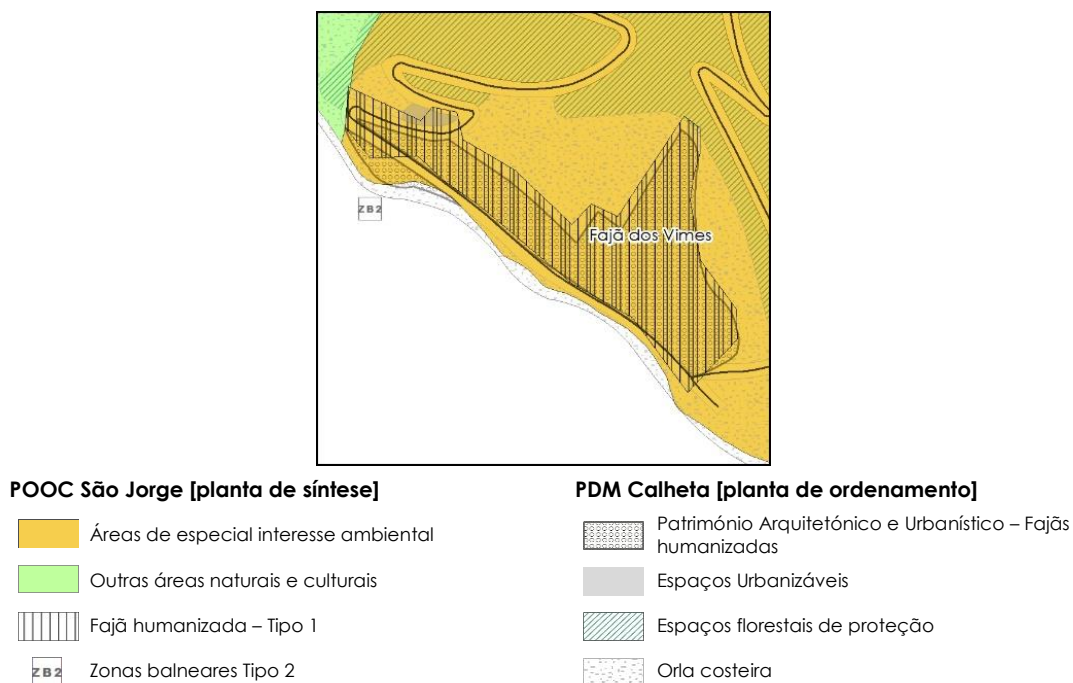 ZB2
Fajã dos Vimes
POOC São Jorge [planta de síntese]
Áreas de especial interesse ambiental
Outras áreas naturais e culturais
Fajã humanizada – Tipo 1
ZB2 Zonas balneares Tipo 2
PDM Calheta [planta de ordenamento]
Património Arquitetónico e Urbanístico – Fajãs
humanizadas
Espaços Urbanizáveis
Espaços florestais de proteção
Orla costeira